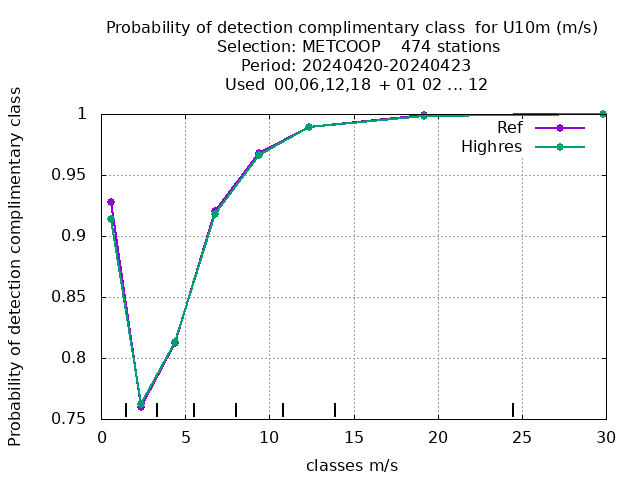 Probability of detection complimentary class  for U10m (m/s)
Selection: METCOOP    474 stations
Period: 20240420-20240423
Used  00,06,12,18  + 01 02 ... 12
Probability of detection complimentary class
1
0.95
0.9
0.85
0.8
0.75
Ref
Highres
0 5 10 15 20 25 30
classes m/s